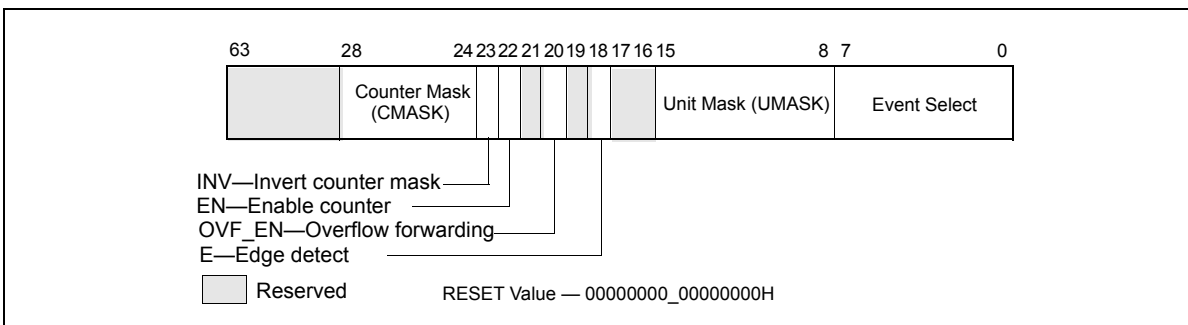 63 28 24 23 22 21 20 19 18 17 16 15 8 7 0
Counter Mask
(CMASK)
Unit Mask (UMASK)
Event Select
INV—Invert counter mask
EN—Enable counter
OVF_EN—Overflow forwarding
E—Edge detect
Reserved
RESET Value — 00000000_00000000H